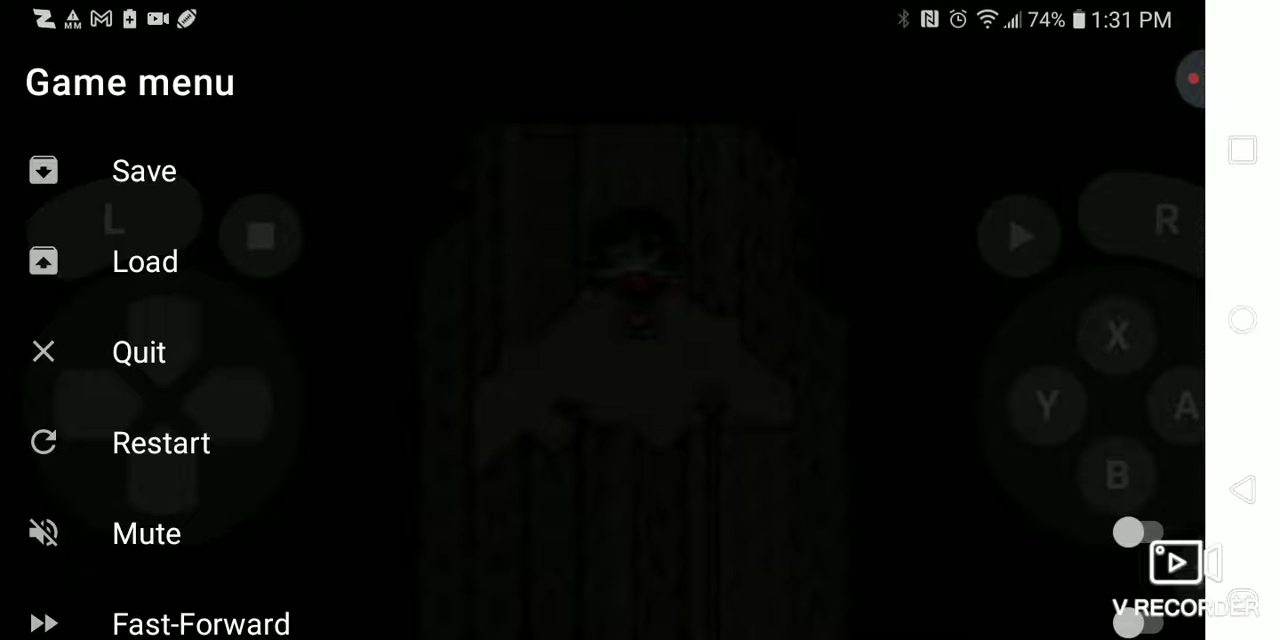 74% 1:31 PM
Game menu
Save
L
R
Load
X
Quit
Y
A
Restart
B
Mute
V RECORDER
Fast-Forward